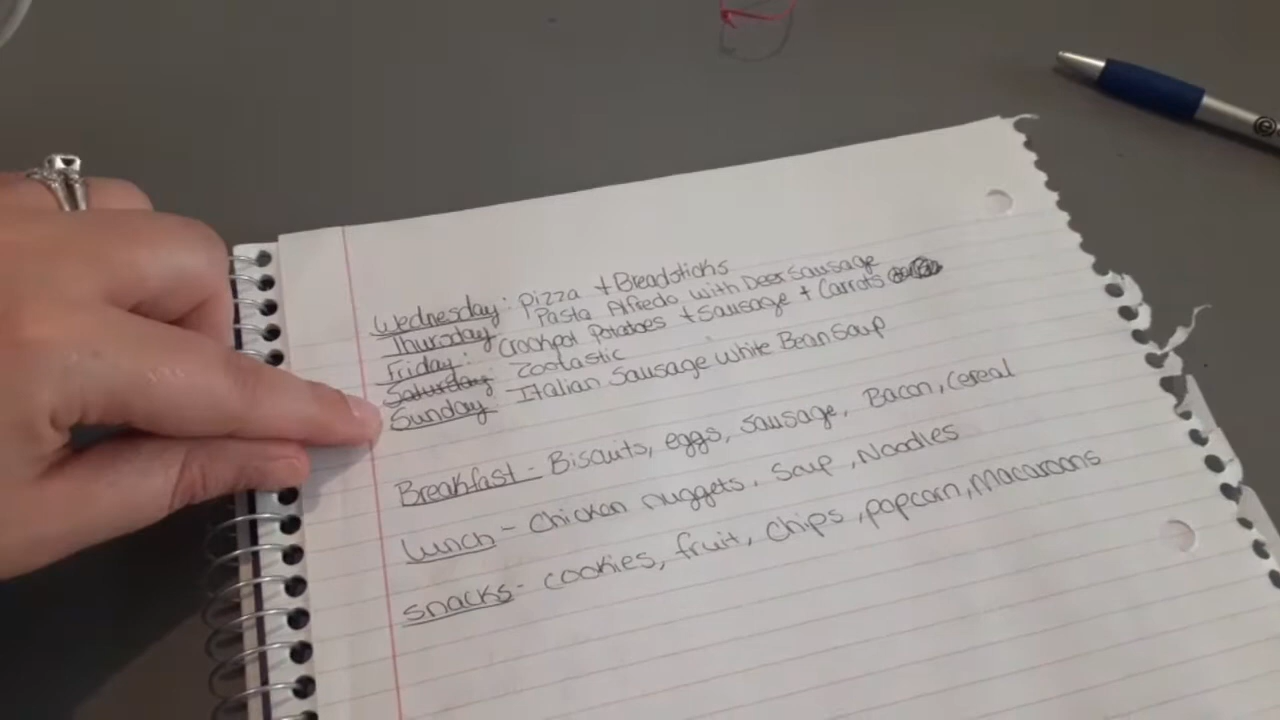 Wednesday: Pizza + Breadsticks
Thursday: Pasta Alfredo with Deer Sausage
Friday: Crockpot Potatoes + Sausage + Carrots
Saturday: Zootastic
Sunday: Italian Sausage White Bean Soup
Breakfast - Biscuits, eggs, sausage, Bacon, Cereal
Lunch - Chicken nuggets, Soup, Noodles
Snacks - cookies, fruit, chips, popcorn, Macaroons